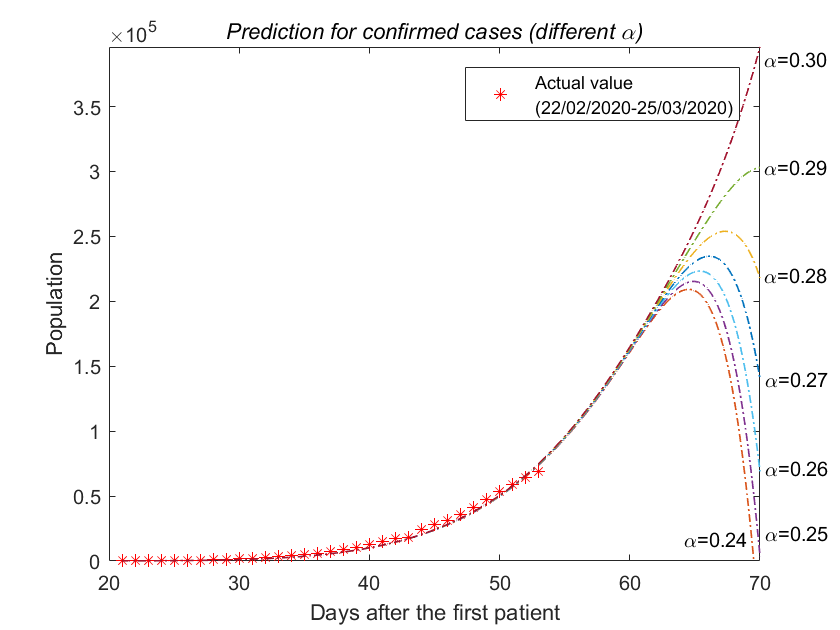 Prediction for confirmed cases (different α)
×10⁵
Actual value
(22/02/2020-25/03/2020)
α=0.30
α=0.29
α=0.28
α=0.27
α=0.26
α=0.25
α=0.24
3.5
3
2.5
2
1.5
1
0.5
0
Population
20 30 40 50 60 70
Days after the first patient